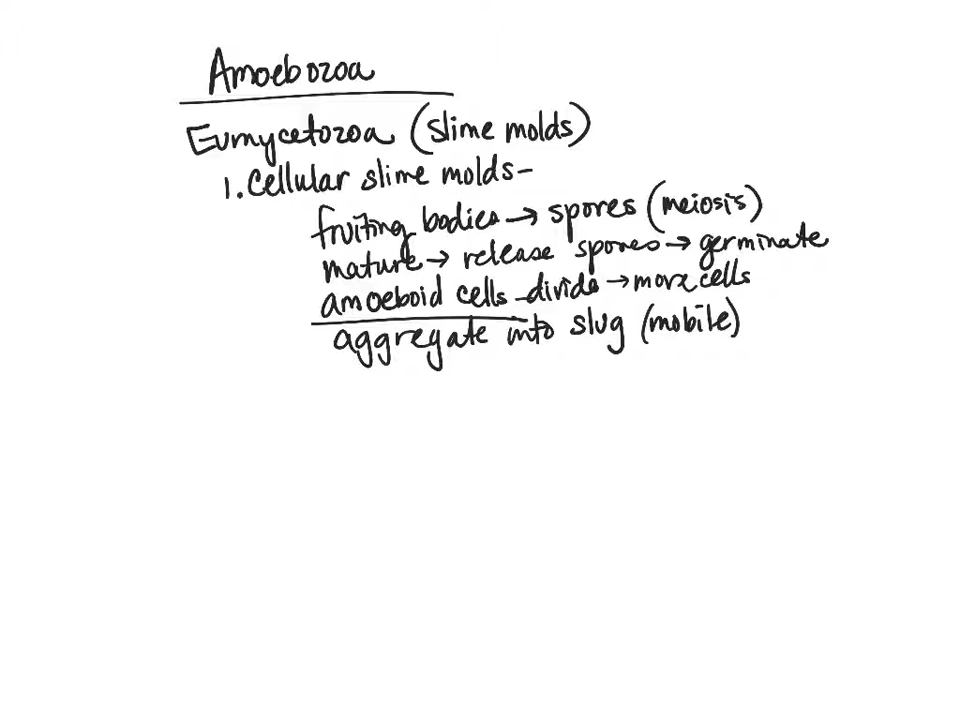 Amoebozoa
Eumycetozoa (slime molds)
1. Cellular slime molds-
fruiting bodies → spores (meiosis)
mature → release spores → germinate
amoeboid cells - divide → more cells
aggregate into slug (mobile)